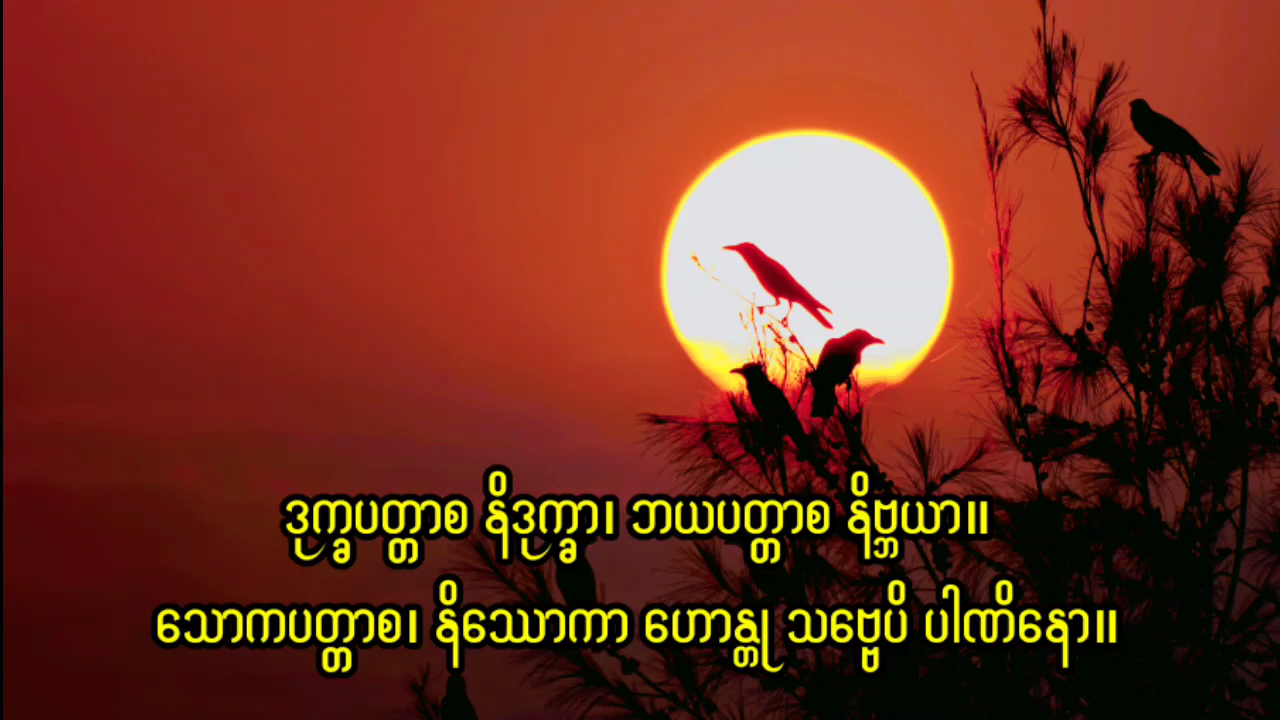 ဒုက္ခပတ္တာစ နိဒုက္ခာ၊ ဘယပတ္တာစ နိဗ္ဘယာ။
သောကပတ္တာစ၊ နိဿောကာ ဟောန္တု သဗ္ဗေပိ ပါဏိနော။